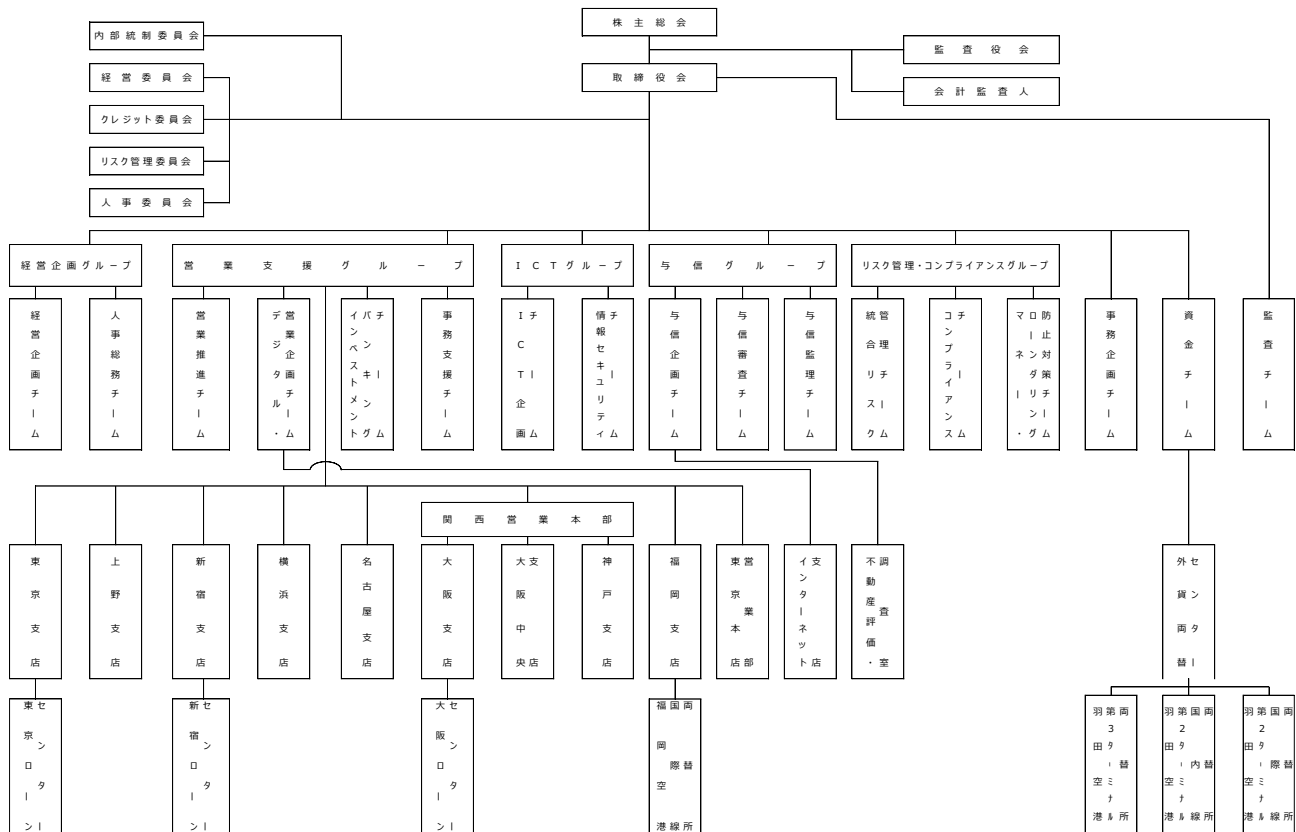 株主総会
内部統制委員会
監査役会
経営委員会
取締役会
会計監査人
クレジット委員会
リスク管理委員会
人事委員会
経営企画グループ
営業支援グループ
ICTグループ
与信グループ
リスク管理・コンプライアンスグループ
経営企画チーム
人事総務チーム
営業推進チーム
デジタル・
営業企画チーム
インベストメント
バンキング
チーム
事務支援チーム
ICT企画
チーム
情報セキュリティ
チーム
与信企画チーム
与信審査チーム
与信監理チーム
統合リスク
管理チーム
コンプライアンス
チーム
マネー・
ローンダリング
防止対策チーム
事務企画チーム
資金チーム
監査チーム
関西営業本部
東京支店
上野支店
新宿支店
横浜支店
名古屋支店
大阪支店
大阪中央
支店
神戸支店
福岡支店
東京本店
営業部
インターネット
支店
不動産評価・
調査室
外貨両替
センター
東京ローン
センター
新宿ローン
センター
大阪ローン
センター
福岡空港
国際線
両替所
羽田空港
第3ターミナル
両替所
羽田空港
第2ターミナル
国内線
両替所
羽田空港
第2ターミナル
国際線
両替所